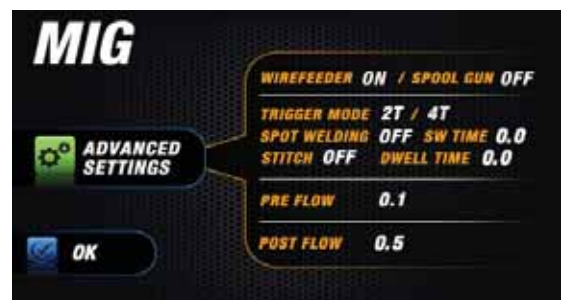 MIG
WIREFEEDER ON / SPOOL GUN OFF
TRIGGER MODE 2T / 4T
SPOT WELDING OFF SW TIME 0.0
STITCH OFF DWELL TIME 0.0
ADVANCED
SETTINGS
PRE FLOW 0.1
POST FLOW 0.5
OK